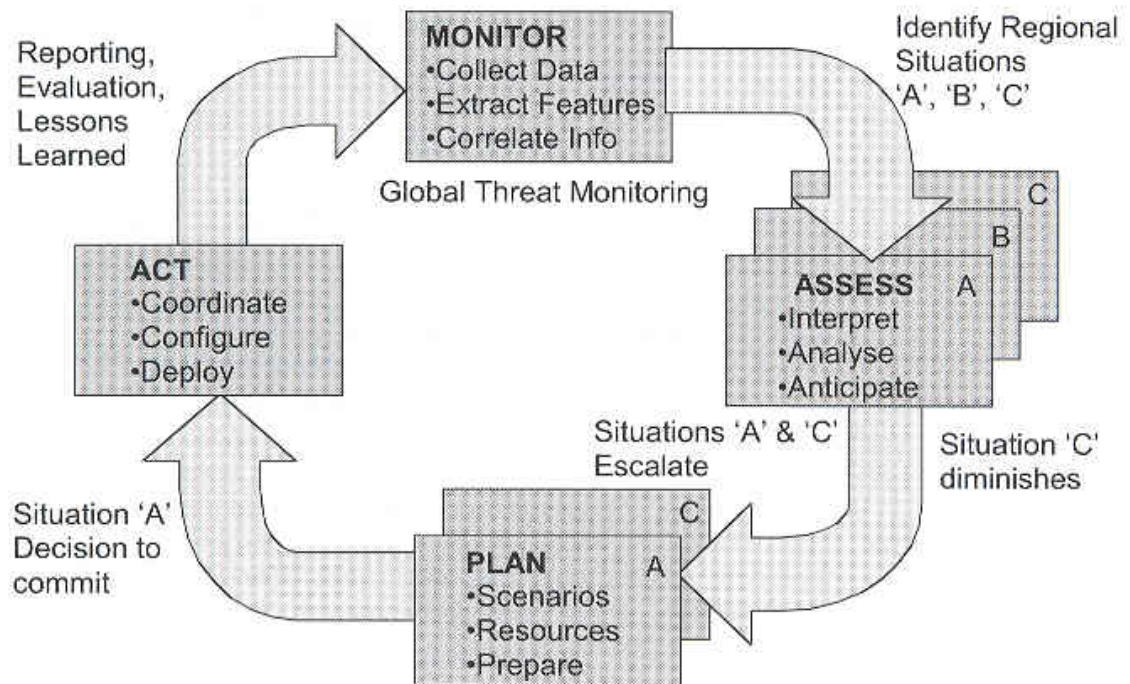 Reporting,
Evaluation,
Lessons
Learned
MONITOR
•Collect Data
•Extract Features
•Correlate Info
Global Threat Monitoring
Identify Regional
Situations
‘A’, ‘B’, ‘C’
C
B
A
ASSESS
•Interpret
•Analyse
•Anticipate
ACT
•Coordinate
•Configure
•Deploy
Situations ‘A’ & ‘C’
Escalate
Situation ‘C’
diminishes
C
A
PLAN
•Scenarios
•Resources
•Prepare
Situation ‘A’
Decision to
commit